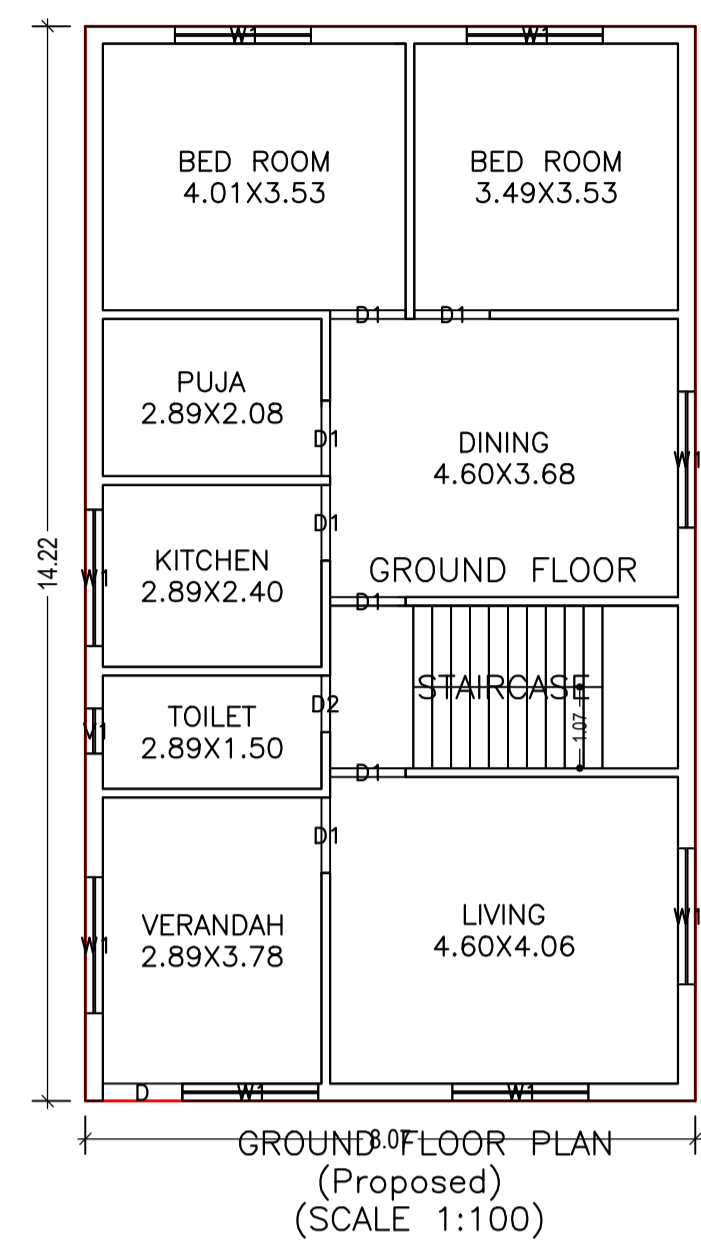 W1
W1
BED ROOM
4.01X3.53
BED ROOM
3.49X3.53
D1
D1
PUJA
2.89X2.08
D1
DINING
4.60X3.68
W1
D1
KITCHEN
2.89X2.40
W1
GROUND FLOOR
D1
14.22
STAIRCASE
1.07
D2
TOILET
2.89X1.50
V1
D1
D1
VERANDAH
2.89X3.78
W1
LIVING
4.60X4.06
W1
D
W1
W1
8.07
GROUND FLOOR PLAN
(Proposed)
(SCALE 1:100)